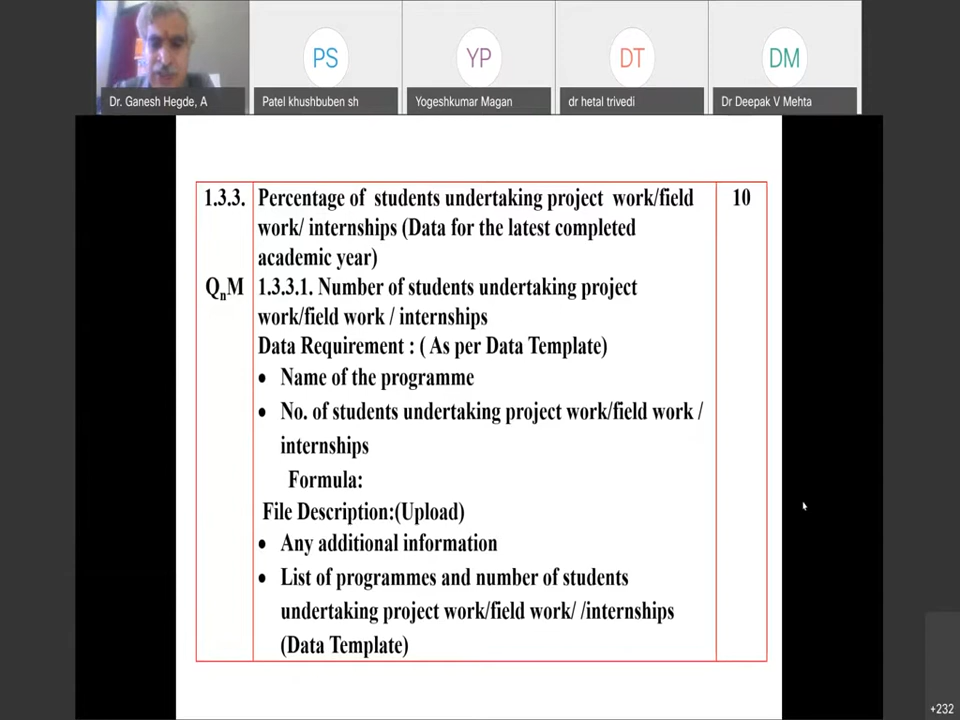 PS
YP
DT
DM
Dr. Ganesh Hegde, A
Patel khushbuben sh
Yogeshkumar Magan
dr hetal trivedi
Dr Deepak V Mehta
1.3.3. Percentage of students undertaking project work/field 10
work/ internships (Data for the latest completed
academic year)
QnM 1.3.3.1. Number of students undertaking project
work/field work / internships
Data Requirement : ( As per Data Template)
• Name of the programme
• No. of students undertaking project work/field work /
internships
Formula:
File Description:(Upload)
• Any additional information
• List of programmes and number of students
undertaking project work/field work/ /internships
(Data Template)
+232